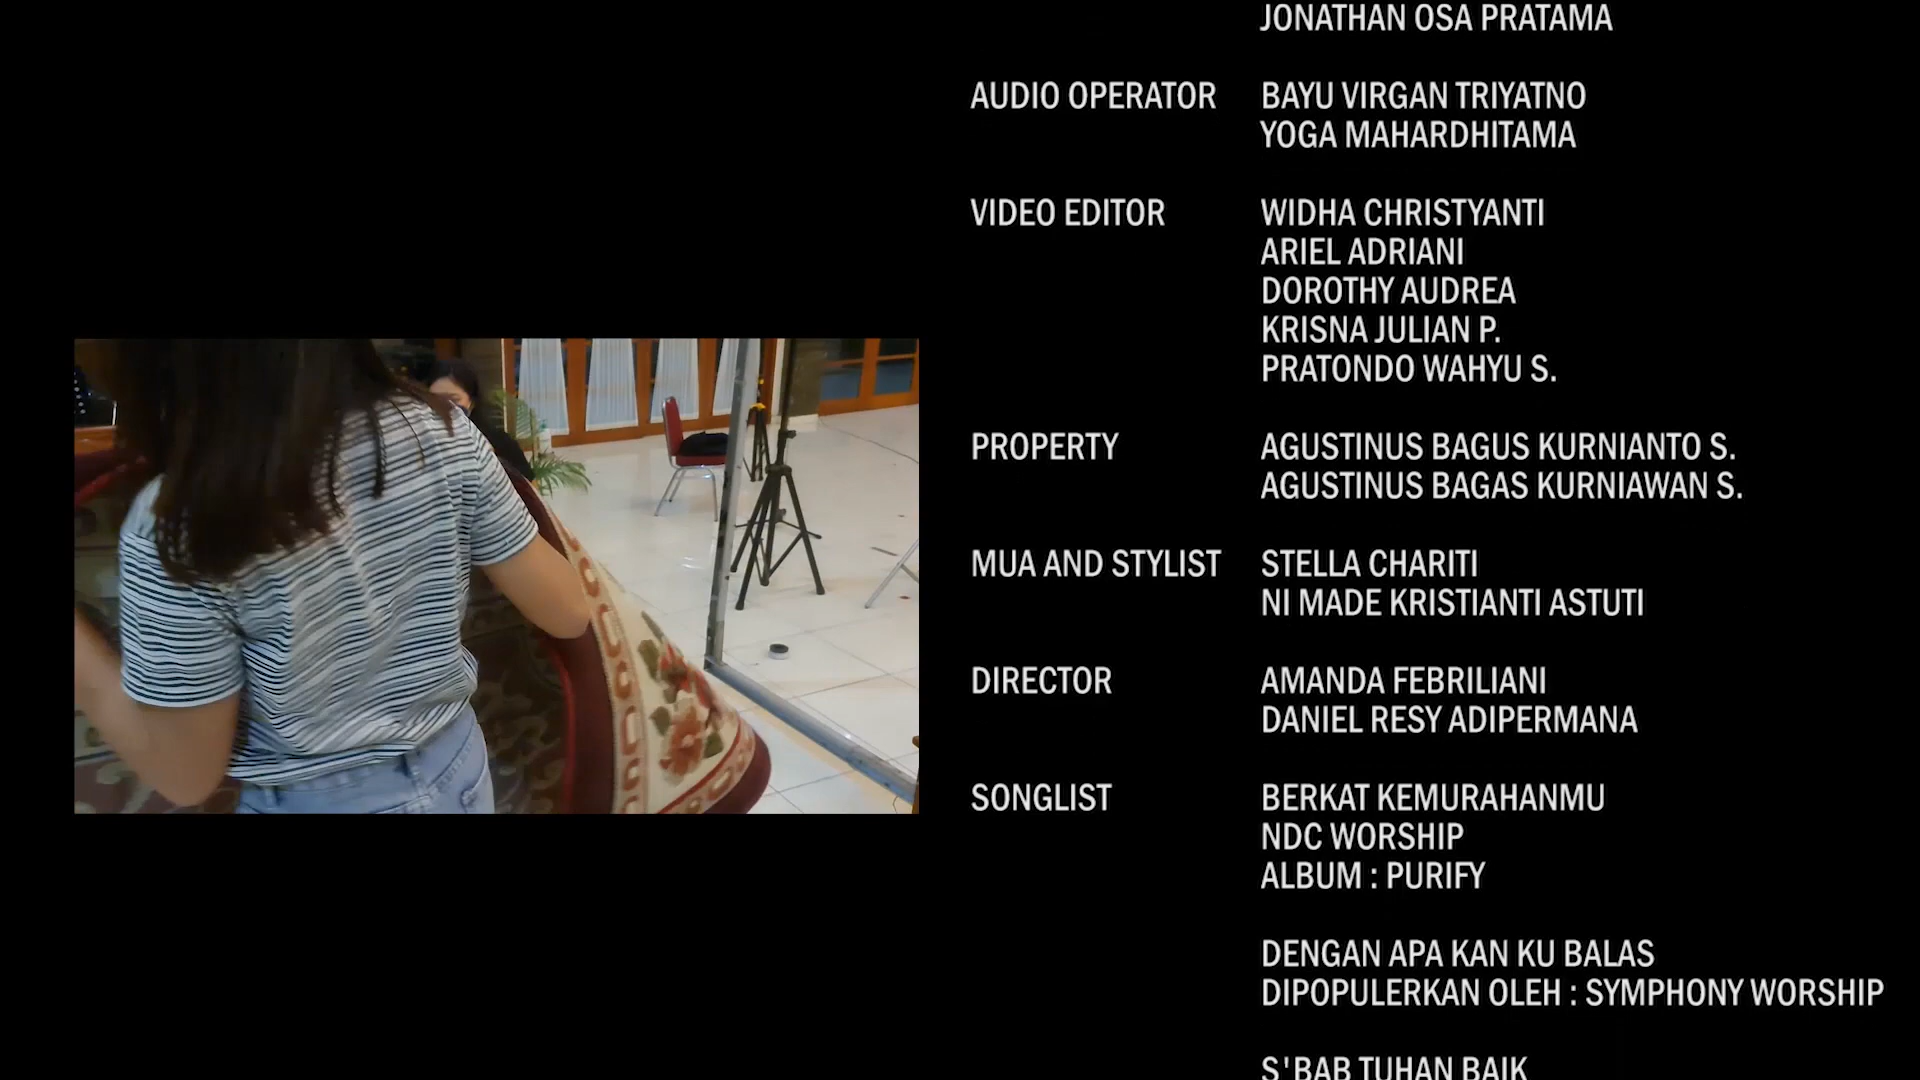 JONATHAN OSA PRATAMA
AUDIO OPERATOR BAYU VIRGAN TRIYATNO
YOGA MAHARDHITAMA
VIDEO EDITOR WIDHA CHRISTYANTI
ARIEL ADRIANI
DOROTHY AUDREA
KRISNA JULIAN P.
PRATONDO WAHYU S.
PROPERTY AGUSTINUS BAGUS KURNIANTO S.
AGUSTINUS BAGAS KURNIAWAN S.
MUA AND STYLIST STELLA CHARITI
NI MADE KRISTIANTI ASTUTI
DIRECTOR AMANDA FEBRILIANI
DANIEL RESY ADIPERMANA
SONGLIST BERKAT KEMURAHANMU
NDC WORSHIP
ALBUM : PURIFY
DENGAN APA KAN KU BALAS
DIPOPULERKAN OLEH : SYMPHONY WORSHIP
S'BAB TUHAN BAIK